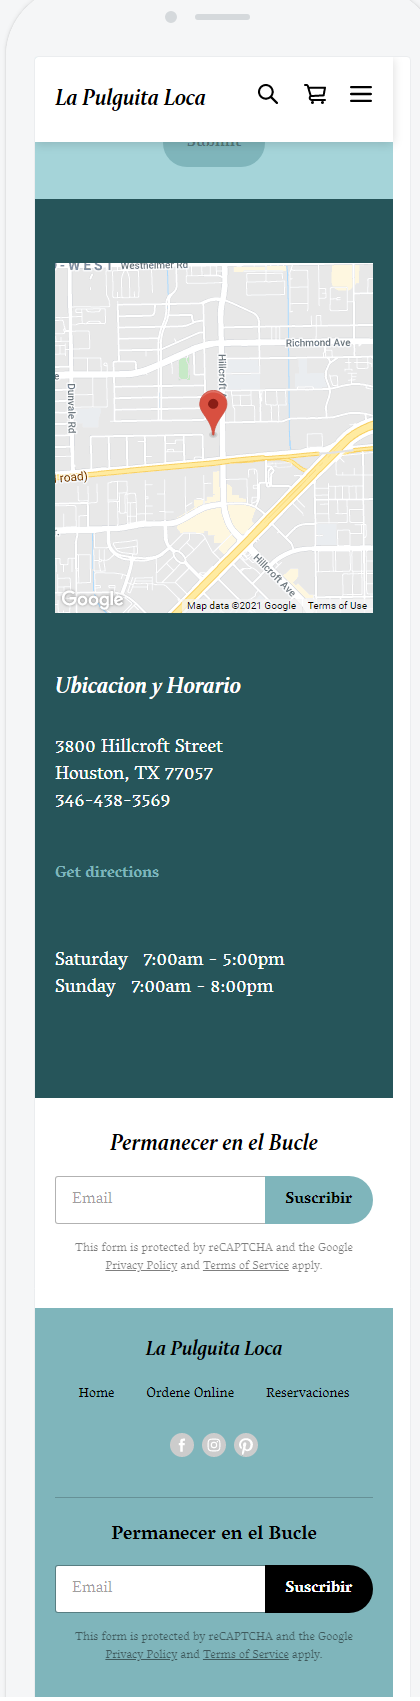 La Pulguita Loca
Submit
O-WEST Westheimer Rd
Richmond Ave
Hillcroft
Dunvale Rd
road)
Hillcroft Ave
Google
Map data ©2021 Google Terms of Use
Ubicacion y Horario
3800 Hillcroft Street
Houston, TX 77057
346-438-3569
Get directions
Saturday 7:00am - 5:00pm
Sunday 7:00am - 8:00pm
Permanecer en el Bucle
Email Suscribir
This form is protected by reCAPTCHA and the Google
Privacy Policy and Terms of Service apply.
La Pulguita Loca
Home Ordene Online Reservaciones
Permanecer en el Bucle
Email Suscribir
This form is protected by reCAPTCHA and the Google
Privacy Policy and Terms of Service apply.